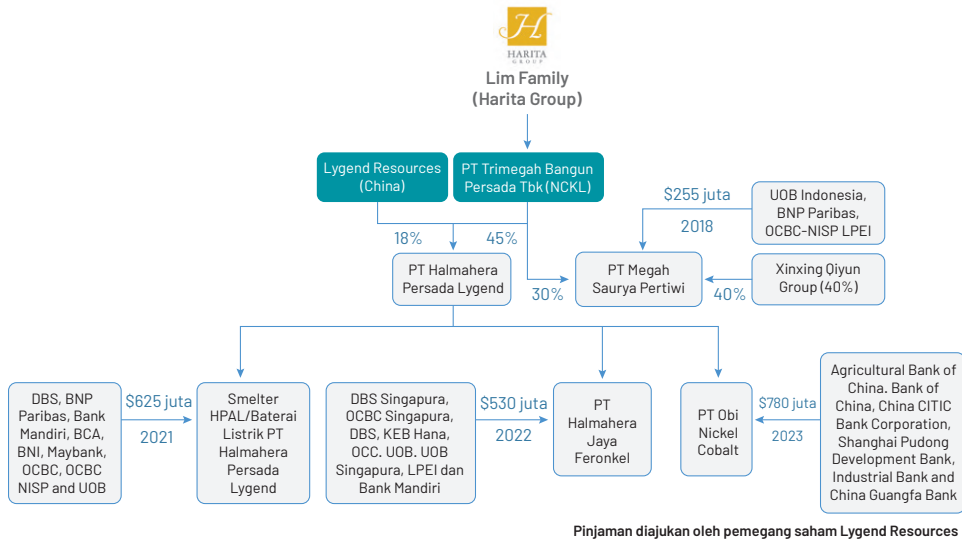 H
HARITA
GROUP
Lim Family
(Harita Group)
Lygend Resources
(China)
PT Trimegah Bangun
Persada Tbk (NCKL)
$255 juta
2018
UOB Indonesia,
BNP Paribas,
OCBC-NISP LPEI
18%
45%
PT Halmahera
Persada Lygend
30%
PT Megah
Saurya Pertiwi
40%
Xinxing Qiyun
Group (40%)
DBS, BNP
Paribas, Bank
Mandiri, BCA,
BNI, Maybank,
OCBC, OCBC
NISP and UOB
$625 juta
2021
Smelter
HPAL/Baterai
Listrik PT
Halmahera
Persada
Lygend
DBS Singapura,
OCBC Singapura,
DBS, KEB Hana,
OCC. UOB. UOB
Singapura, LPEI dan
Bank Mandiri
$530 juta
2022
PT
Halmahera
Jaya
Feronkel
PT Obi
Nickel
Cobalt
$780 juta
2023
Agricultural Bank of
China. Bank of
China, China CITIC
Bank Corporation,
Shanghai Pudong
Development Bank,
Industrial Bank and
China Guangfa Bank
Pinjaman diajukan oleh pemegang saham Lygend Resources